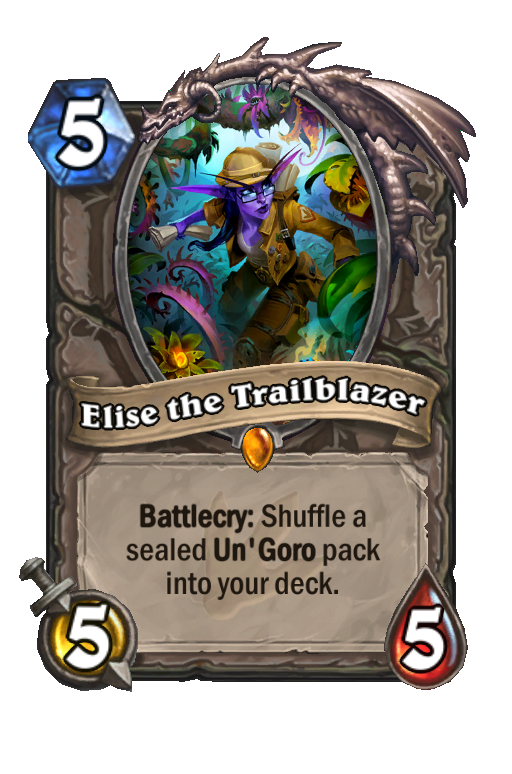 5
Elise the Trailblazer
Battlecry: Shuffle a
sealed Un'Goro pack
into your deck.
5
5